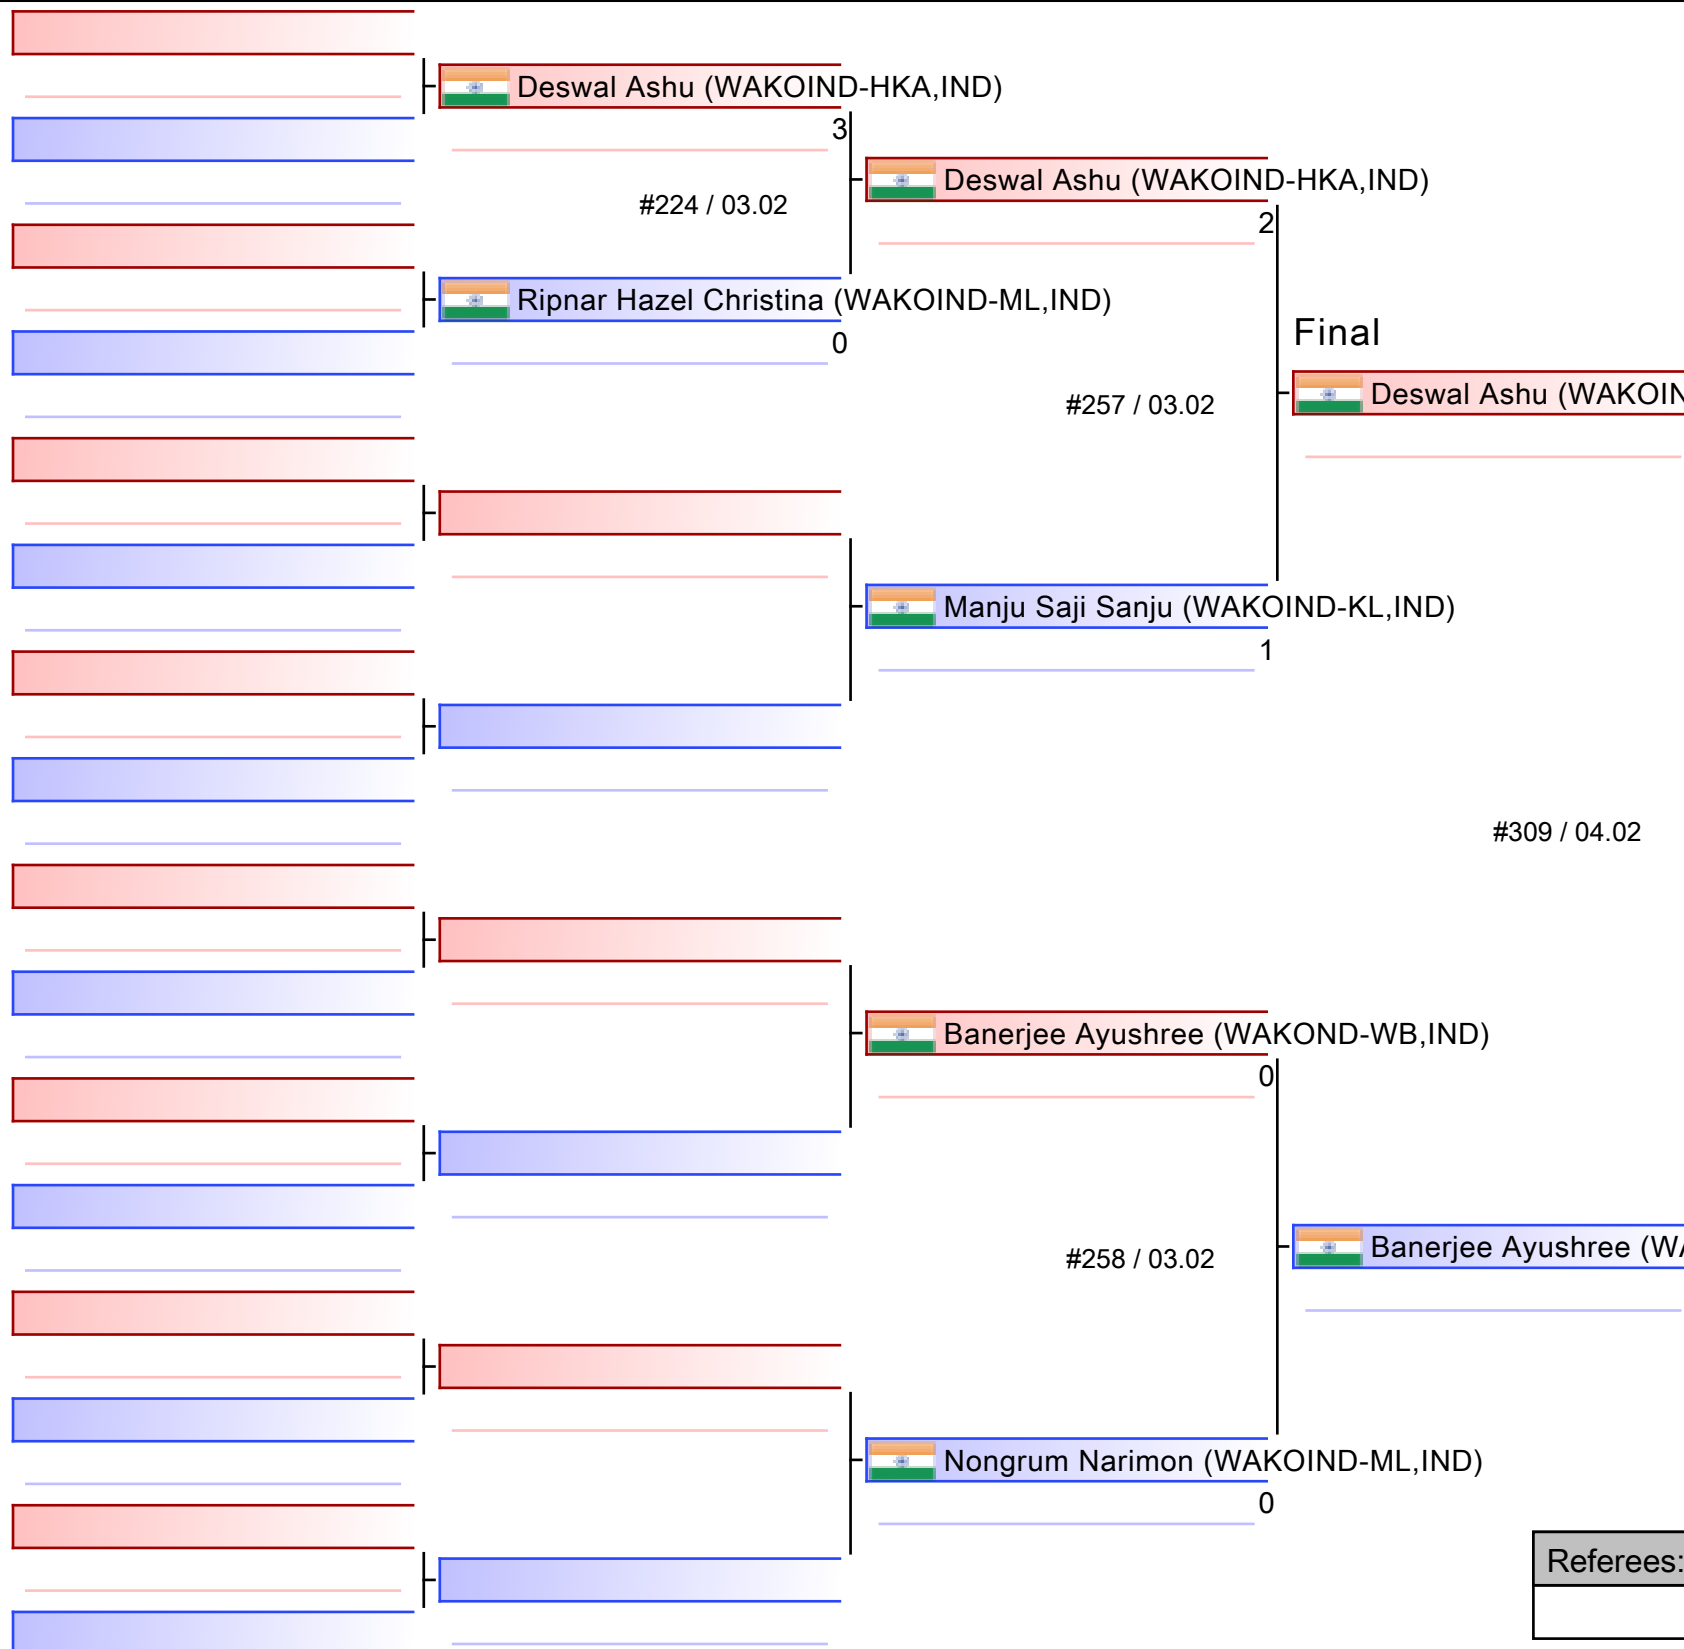 Deswal Ashu (WAKOIND-HKA,IND)
3
Deswal Ashu (WAKOIND-HKA,IND)
#224 / 03.02
2
Ripnar Hazel Christina (WAKOIND-ML,IND)
0
Final
Deswal Ashu (WAKOIN
#257 / 03.02
Manju Saji Sanju (WAKOIND-KL,IND)
1
#309 / 04.02
Banerjee Ayushree (WAKOND-WB,IND)
0
Banerjee Ayushree (WA
#258 / 03.02
Nongrum Narimon (WAKOIND-ML,IND)
0
Referees: